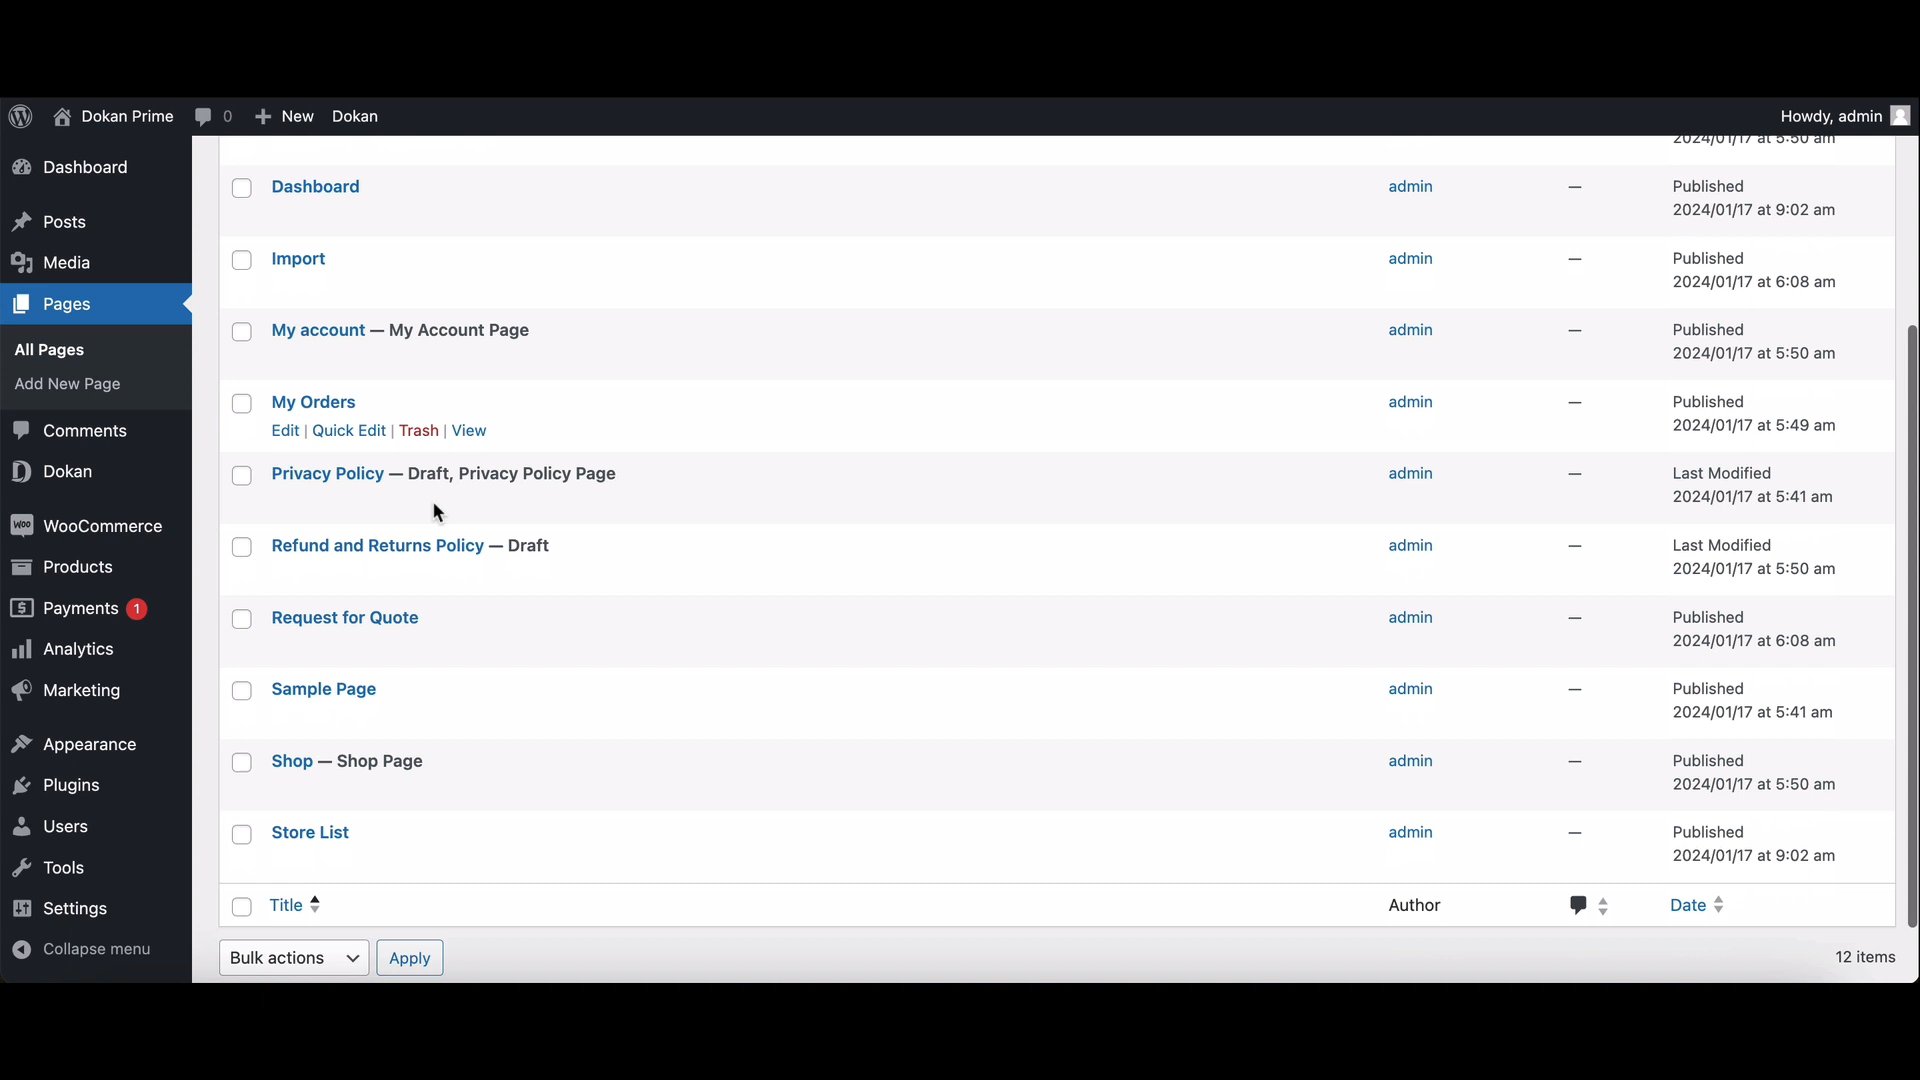 Dokan Prime 0 New Dokan Howdy, admin
2024/01/17 at 5:50 am
Dashboard
Posts
Media
Pages
All Pages
Add New Page
Comments
Dokan
WooCommerce
Products
Payments 1
Analytics
Marketing
Appearance
Plugins
Users
Tools
Settings
Collapse menu
Dashboard admin — Published
2024/01/17 at 9:02 am
Import admin — Published
2024/01/17 at 6:08 am
My account — My Account Page admin — Published
2024/01/17 at 5:50 am
My Orders admin — Published
Edit | Quick Edit | Trash | View 2024/01/17 at 5:49 am
Privacy Policy — Draft, Privacy Policy Page admin — Last Modified
2024/01/17 at 5:41 am
Refund and Returns Policy — Draft admin — Last Modified
2024/01/17 at 5:50 am
Request for Quote admin — Published
2024/01/17 at 6:08 am
Sample Page admin — Published
2024/01/17 at 5:41 am
Shop — Shop Page admin — Published
2024/01/17 at 5:50 am
Store List admin — Published
2024/01/17 at 9:02 am
Title Author Date
Bulk actions Apply 12 items